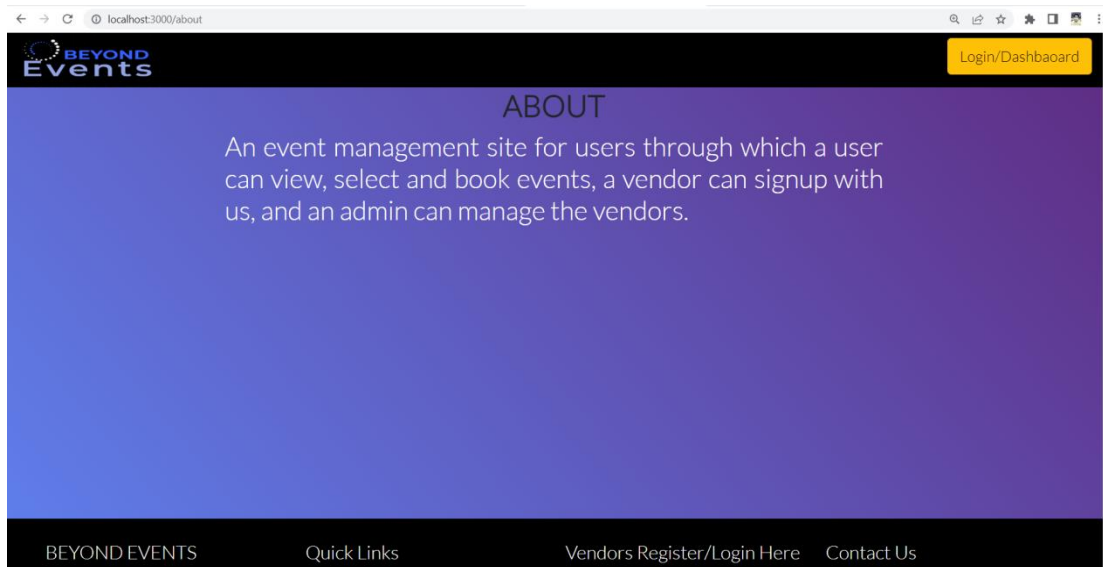 localhost:3000/about
BEYOND
Events
Login/Dashbaoard
ABOUT
An event management site for users through which a user
can view, select and book events, a vendor can signup with
us, and an admin can manage the vendors.
BEYOND EVENTS
Quick Links
Vendors Register/Login Here
Contact Us